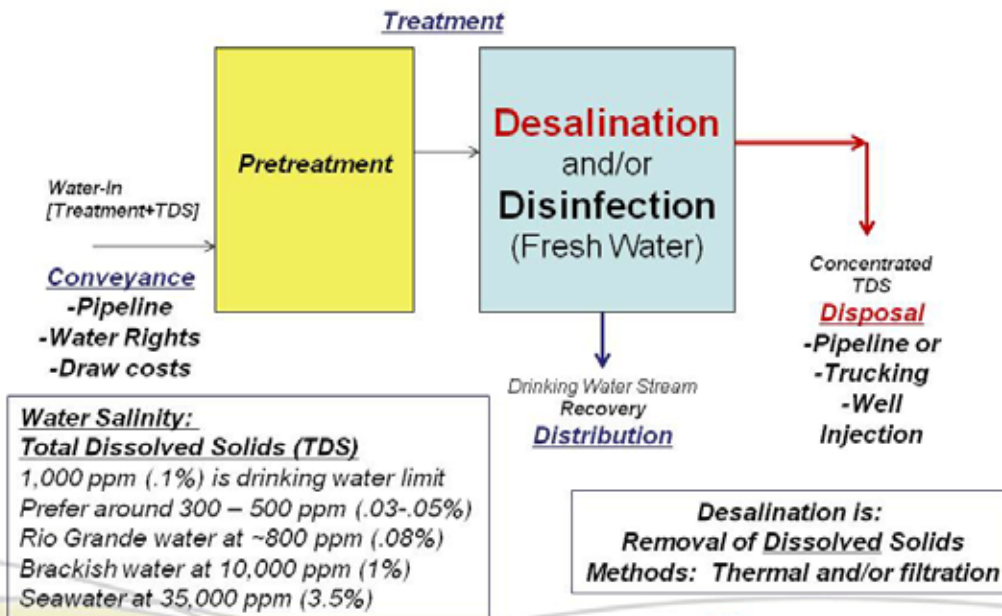 Treatment
Pretreatment
Desalination
and/or
Disinfection
(Fresh Water)
Water-In
[Treatment+TDS]
Conveyance
-Pipeline
-Water Rights
-Draw costs
Concentrated
TDS
Disposal
-Pipeline or
-Trucking
-Well
Injection
Drinking Water Stream
Recovery
Distribution
Water Salinity:
Total Dissolved Solids (TDS)
1,000 ppm (.1%) is drinking water limit
Prefer around 300 – 500 ppm (.03-.05%)
Rio Grande water at ~800 ppm (.08%)
Brackish water at 10,000 ppm (1%)
Seawater at 35,000 ppm (3.5%)
Desalination is:
Removal of Dissolved Solids
Methods: Thermal and/or filtration